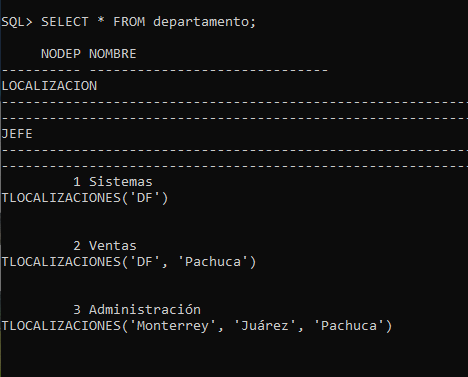 SQL> SELECT * FROM departamento;
NODEP NOMBRE
---------- ------------------------------
LOCALIZACION
----------------------------------------------------------
----------------------------------------------------------
JEFE
----------------------------------------------------------
----------------------------------------------------------
1 Sistemas
TLOCALIZACIONES('DF')
2 Ventas
TLOCALIZACIONES('DF', 'Pachuca')
3 Administración
TLOCALIZACIONES('Monterrey', 'Juárez', 'Pachuca')